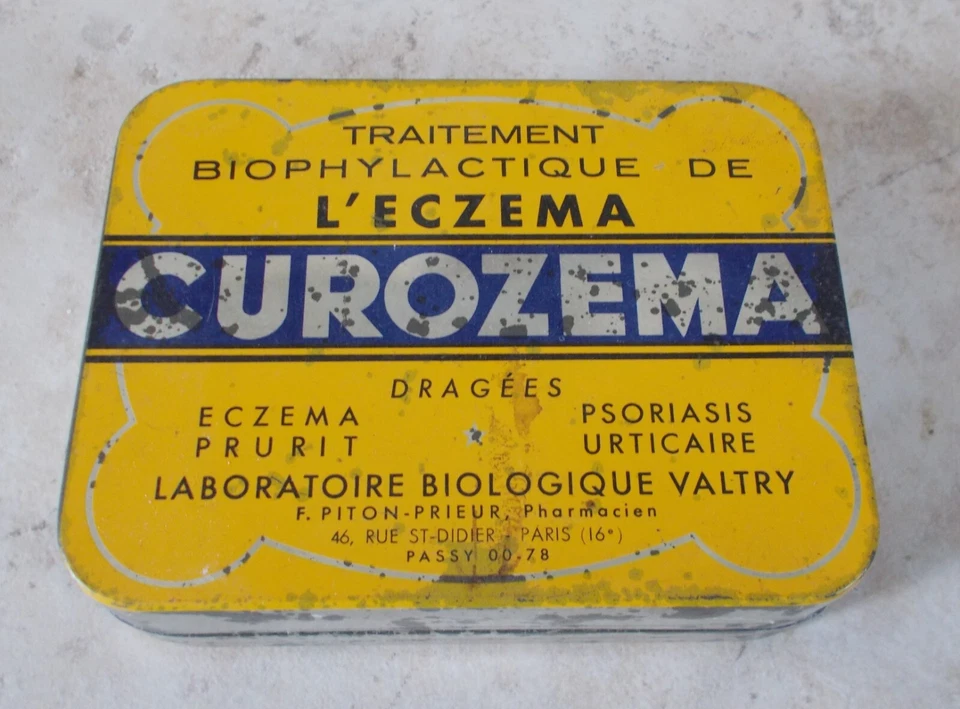 TRAITEMENT
BIOPHYLACTIQUE DE
L'ECZEMA
CUROZEMA
DRAGÉES
ECZEMA PSORIASIS
PRURIT URTICAIRE
LABORATOIRE BIOLOGIQUE VALTRY
F. PITON-PRIEUR, Pharmacien
46, RUE ST-DIDIER PARIS (16e)
PASSY 00-78